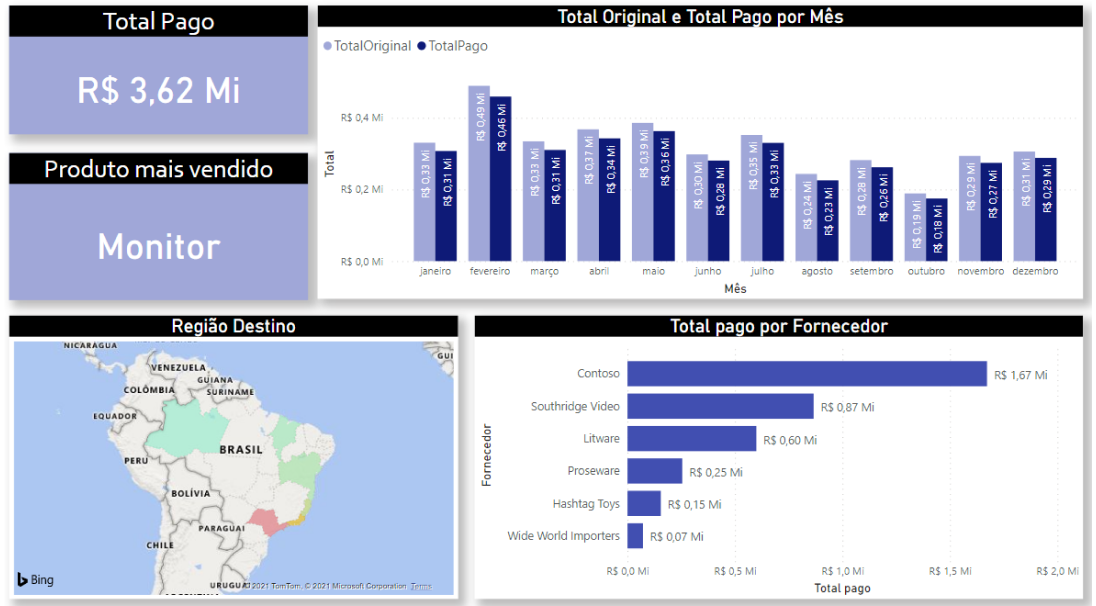 Total Pago
R$ 3,62 Mi
Produto mais vendido
Monitor
Total Original e Total Pago por Mês
TotalOriginal TotalPago
Total
R$ 0,4 Mi
R$ 0,2 Mi
R$ 0,0 Mi
R$ 0,33 Mi
R$ 0,31 Mi
R$ 0,49 Mi
R$ 0,46 Mi
R$ 0,33 Mi
R$ 0,31 Mi
R$ 0,37 Mi
R$ 0,34 Mi
R$ 0,39 Mi
R$ 0,36 Mi
R$ 0,30 Mi
R$ 0,28 Mi
R$ 0,35 Mi
R$ 0,33 Mi
R$ 0,24 Mi
R$ 0,23 Mi
R$ 0,28 Mi
R$ 0,26 Mi
R$ 0,19 Mi
R$ 0,18 Mi
R$ 0,29 Mi
R$ 0,27 Mi
R$ 0,31 Mi
R$ 0,29 Mi
janeiro fevereiro março abril maio junho julho agosto setembro outubro novembro dezembro
Mês
Região Destino
NICARÁGUA
VENEZUELA
GUI
GUIANA
COLÔMBIA
SURINAME
EQUADOR
BRASIL
PERU
BOLÍVIA
PARAGUAI
CHILE
URUGUA
Bing
2021 TomTom, © 2021 Microsoft Corporation Terms
Total pago por Fornecedor
Fornecedor
Contoso R$ 1,67 Mi
Southridge Video R$ 0,87 Mi
Litware R$ 0,60 Mi
Proseware R$ 0,25 Mi
Hashtag Toys R$ 0,15 Mi
Wide World Importers R$ 0,07 Mi
R$ 0,0 Mi R$ 0,5 Mi R$ 1,0 Mi R$ 1,5 Mi R$ 2,0 Mi
Total pago